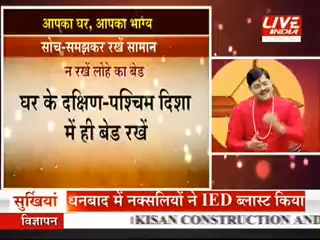 आपका घर, आपका भाग्य
LIVE
INDIA
सोच-समझकर रखें सामान
न रखें लोहे का बेड
घर के दक्षिण-पश्चिम दिशा
में ही बेड रखें
सुर्खियां
धनबाद में नक्सलियों ने IED ब्लास्ट किया
विज्ञापन
KISAN CONSTRUCTION AND